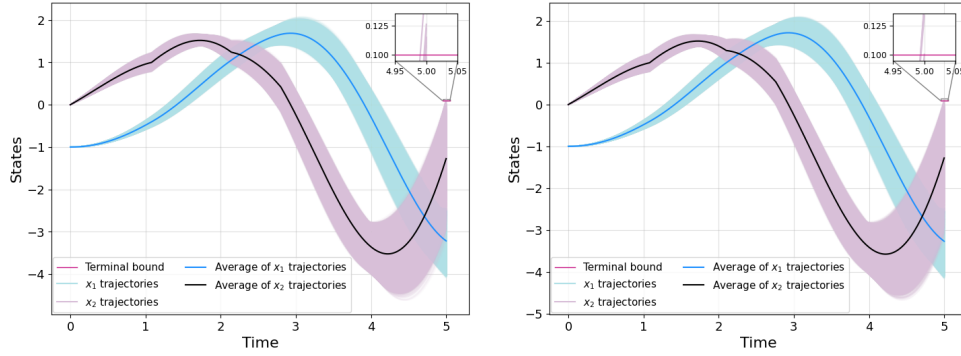 2
1
0
−1
−2
−3
−4
States
0
1
2
3
4
5
Time
0.125
0.100
4.95
5.00
5.05
Terminal bound
x₁ trajectories
x₂ trajectories
Average of x₁ trajectories
Average of x₂ trajectories
2
1
0
−1
−2
−3
−4
−5
States
0
1
2
3
4
5
Time
0.125
0.100
4.95
5.00
5.05
Terminal bound
x₁ trajectories
x₂ trajectories
Average of x₁ trajectories
Average of x₂ trajectories